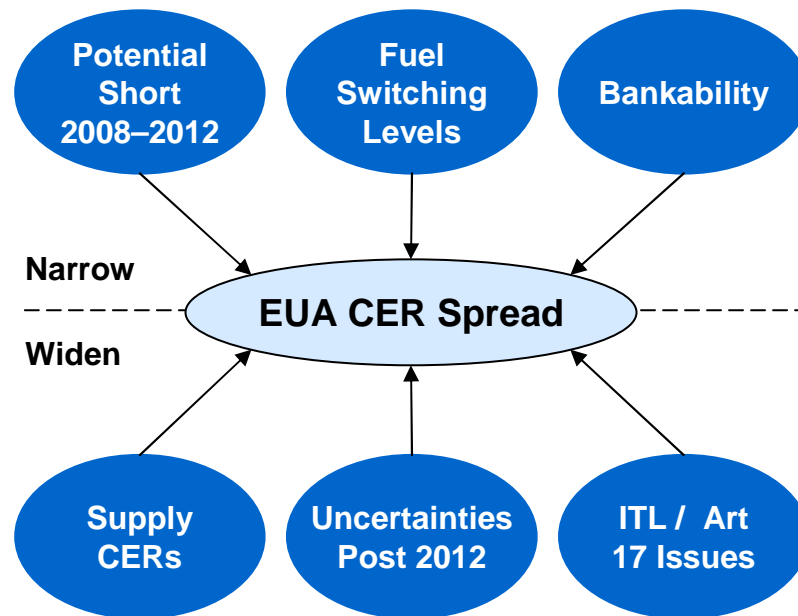 Potential
Short
2008–2012
Fuel
Switching
Levels
Bankability
Narrow
EUA CER Spread
Widen
Supply
CERs
Uncertainties
Post 2012
ITL / Art
17 Issues